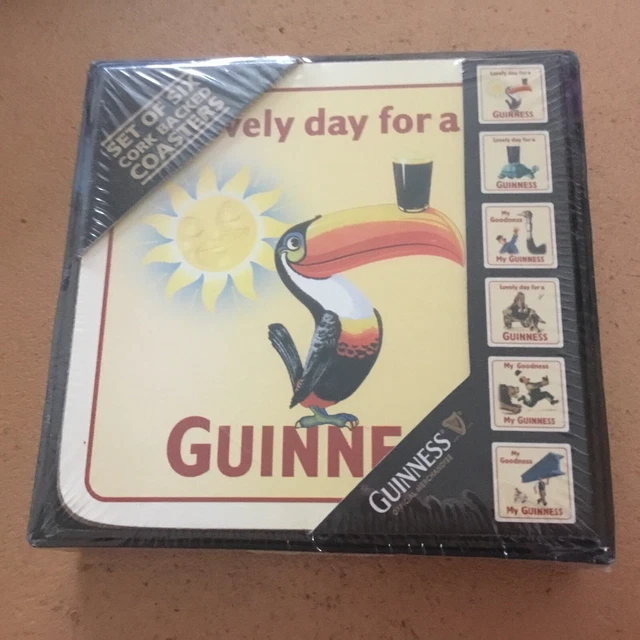 SET OF SIX
CORK BACKED
COASTERS
vely day for a
GUINNE
GUINNESS
Lovely day for a
GUINNESS
Lovely day for a
GUINNESS
My
Goodness
My GUINNESS
Lovely day for a
GUINNESS
My Goodness
My GUINNESS
My
Goodness
My GUINNESS